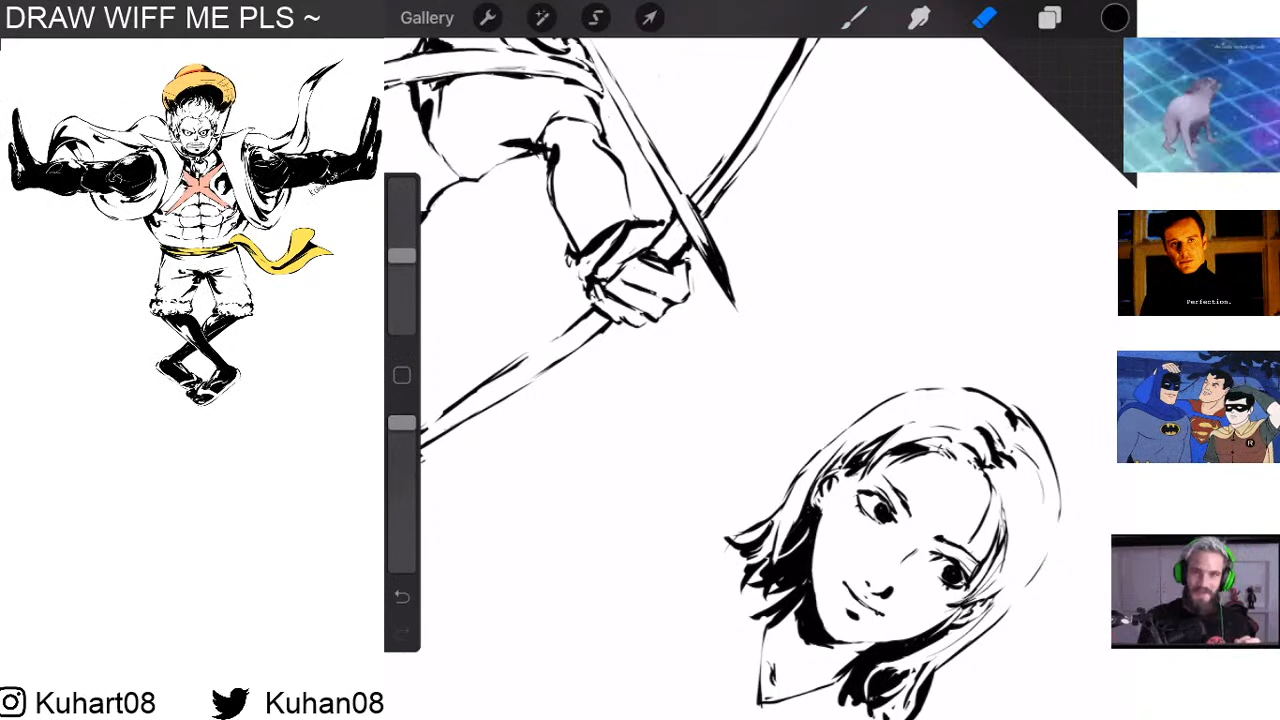 DRAW WIFF ME PLS ~
Gallery
Perfection.
R
Kuhart08
Kuhan08